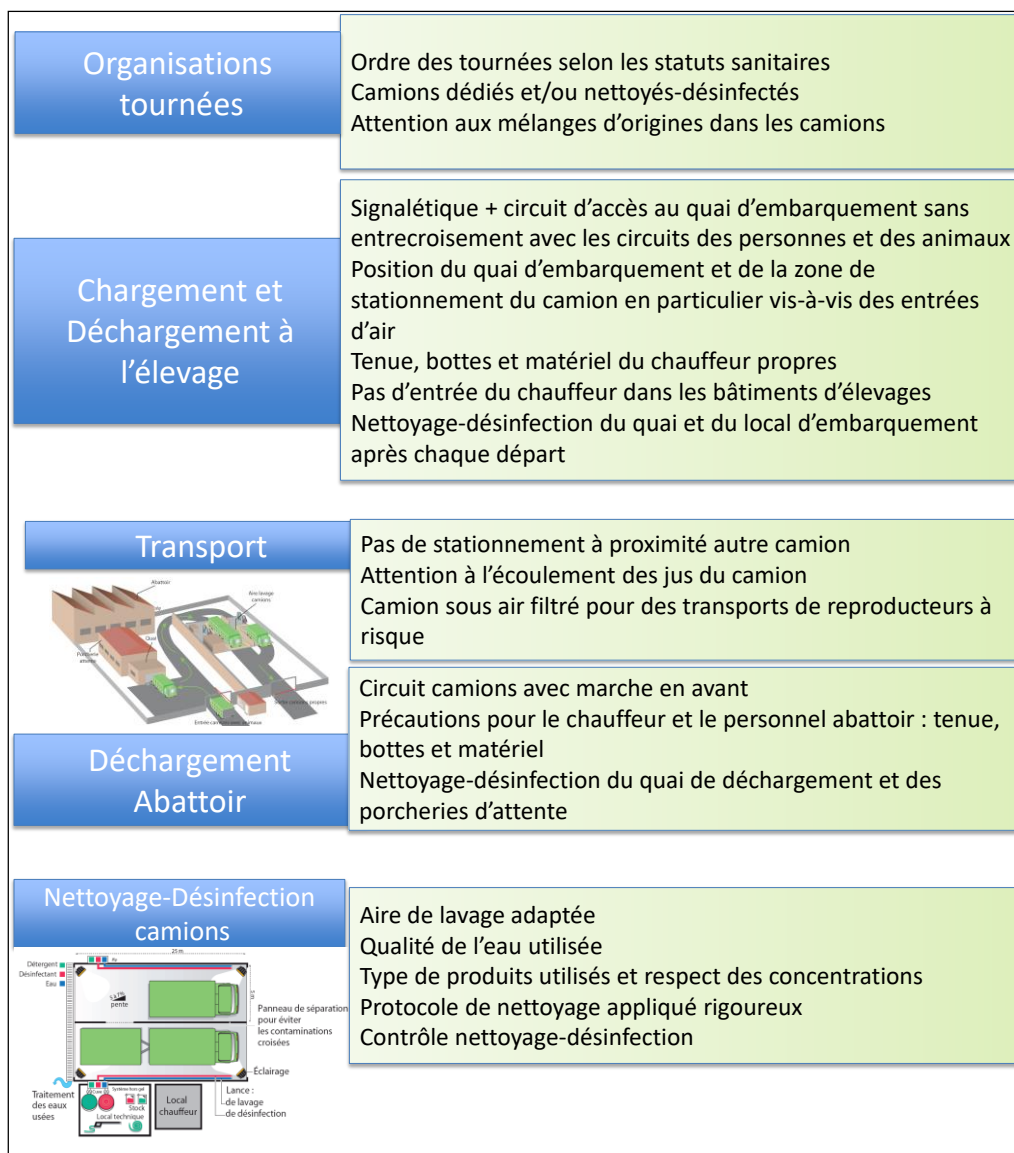 Organisations
tournées
Ordre des tournées selon les statuts sanitaires
Camions dédiés et/ou nettoyés-désinfectés
Attention aux mélanges d'origines dans les camions
Chargement et
Déchargement à
l'élevage
Signalétique + circuit d'accès au quai d'embarquement sans
entrecroisement avec les circuits des personnes et des animaux
Position du quai d'embarquement et de la zone de
stationnement du camion en particulier vis-à-vis des entrées
d'air
Tenue, bottes et matériel du chauffeur propres
Pas d'entrée du chauffeur dans les bâtiments d'élevages
Nettoyage-désinfection du quai et du local d'embarquement
après chaque départ
Transport
Pas de stationnement à proximité autre camion
Attention à l'écoulement des jus du camion
Camion sous air filtré pour des transports de reproducteurs à
risque
Abattoir
Aire lavage
camions
Quai
Porcherie
attente
Entrée camions avec animaux
Déchargement
Abattoir
Circuit camions avec marche en avant
Précautions pour le chauffeur et le personnel abattoir : tenue,
bottes et matériel
Nettoyage-désinfection du quai de déchargement et des
porcheries d'attente
Nettoyage-Désinfection
camions
Aire de lavage adaptée
Qualité de l'eau utilisée
Type de produits utilisés et respect des concentrations
Protocole de nettoyage appliqué rigoureux
Contrôle nettoyage-désinfection
25 m
Détergent
Désinfectant
Eau
pente
5 m
Panneau de séparation
pour éviter
les contaminations
croisées
Éclairage
Traitement
des eaux
usées
Stock
Local technique
Local
chauffeur
Lance :
de lavage
de désinfection